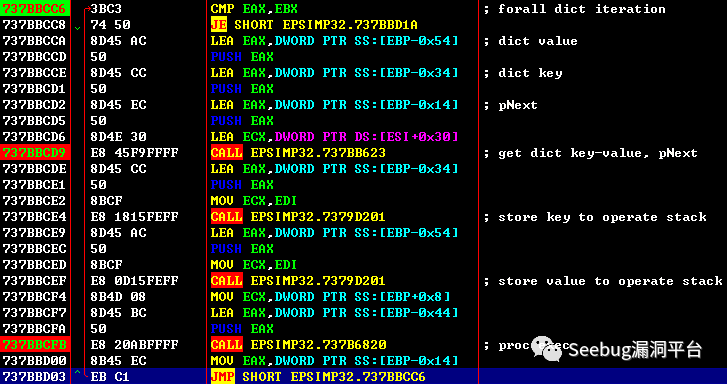 737BBCC6 3BC3 CMP EAX,EBX ; forall dict iteration
737BBCC8 74 50 JE SHORT EPSIMP32.737BBD1A
737BBCCA 8D45 AC LEA EAX,DWORD PTR SS:[EBP-0x54] ; dict value
737BBCCD 50 PUSH EAX
737BBCCE 8D45 CC LEA EAX,DWORD PTR SS:[EBP-0x34] ; dict key
737BBCD1 50 PUSH EAX
737BBCD2 8D45 EC LEA EAX,DWORD PTR SS:[EBP-0x14] ; pNext
737BBCD5 50 PUSH EAX
737BBCD6 8D4E 30 LEA ECX,DWORD PTR DS:[ESI+0x30]
737BBCD9 E8 45F9FFFF CALL EPSIMP32.737BB623 ; get dict key-value, pNext
737BBCDE 8D45 CC LEA EAX,DWORD PTR SS:[EBP-0x34]
737BBCE1 50 PUSH EAX
737BBCE2 8BCF MOV ECX,EDI
737BBCE4 E8 1815FEFF CALL EPSIMP32.7379D201 ; store key to operate stack
737BBCE9 8D45 AC LEA EAX,DWORD PTR SS:[EBP-0x54]
737BBCEC 50 PUSH EAX
737BBCED 8BCF MOV ECX,EDI
737BBCEF E8 0D15FEFF CALL EPSIMP32.7379D201 ; store value to operate stack
737BBCF4 8B4D 08 MOV ECX,DWORD PTR SS:[EBP+0x8]
737BBCF7 8D45 BC LEA EAX,DWORD PTR SS:[EBP-0x44]
737BBCFA 50 PUSH EAX
737BBCFB E8 20ABFFFF CALL EPSIMP32.737B6820 ; proc
737BBD00 8B45 EC MOV EAX,DWORD PTR SS:[EBP-0x14]
737BBD03 EB C1 JMP SHORT EPSIMP32.737BBCC6
Seebug漏洞平台